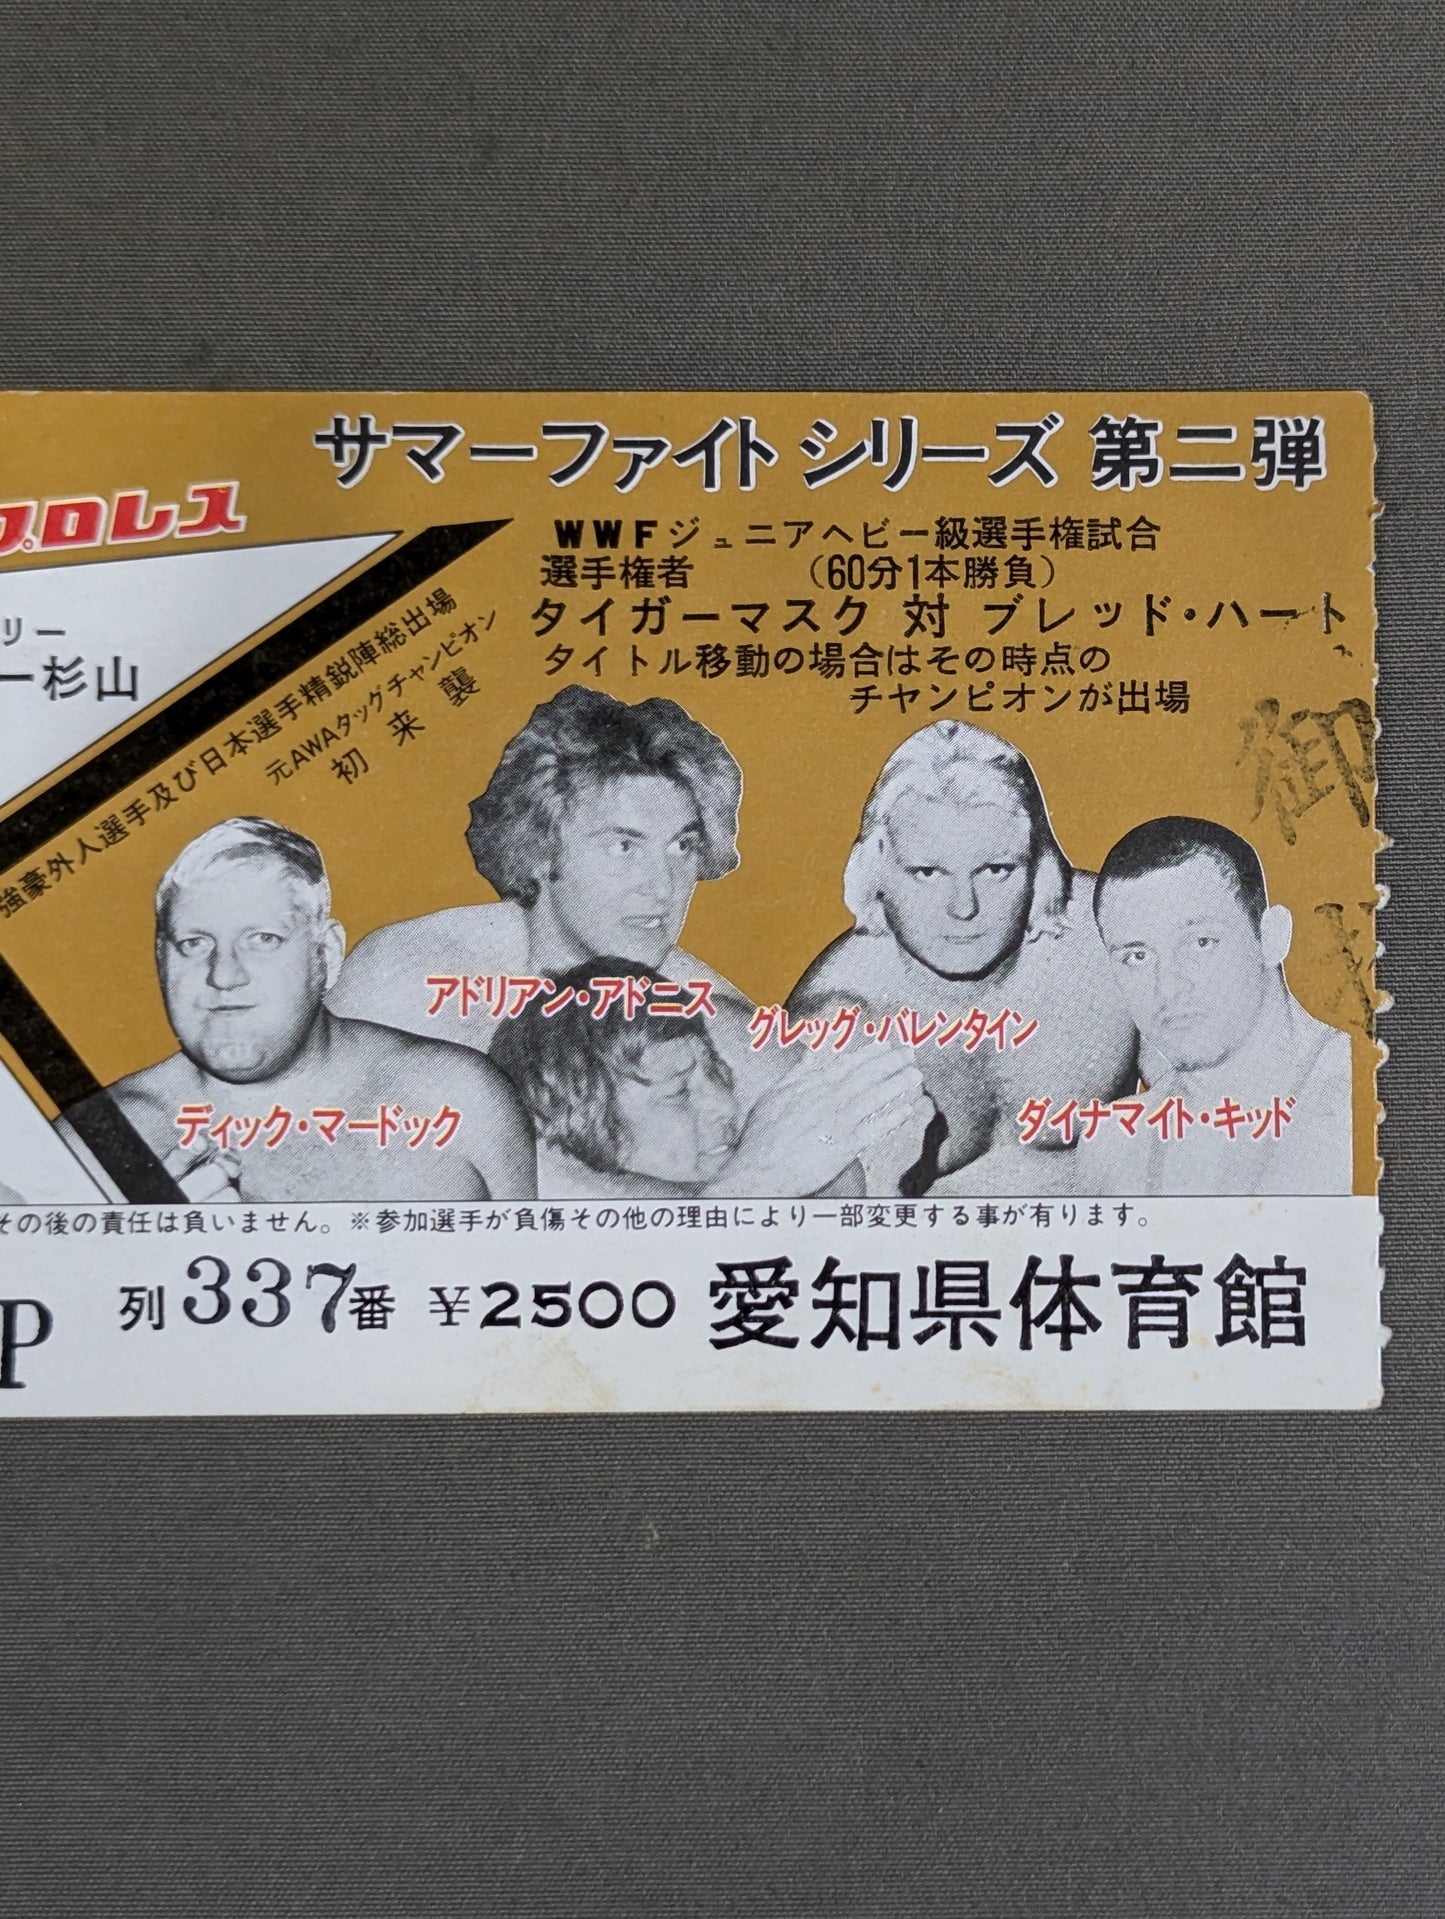 サマーファイトシリーズ 第二弾
プロレス
WWFジュニアヘビー級選手権試合
選手権者 (60分1本勝負)
タイガーマスク 対 ブレッド・ハート
タイトル移動の場合はその時点の
チャンピオンが出場
リー
ー杉山
強豪外人選手及び日本選手精鋭陣総出場
元AWAタッグチャンピオン
初来襲
御
アドリアン・アドニス
グレッグ・バレンタイン
ディック・マードック
ダイナマイト・キッド
その後の責任は負いません。※参加選手が負傷その他の理由により一部変更する事が有ります。
P 列 337番 ¥2500 愛知県体育館